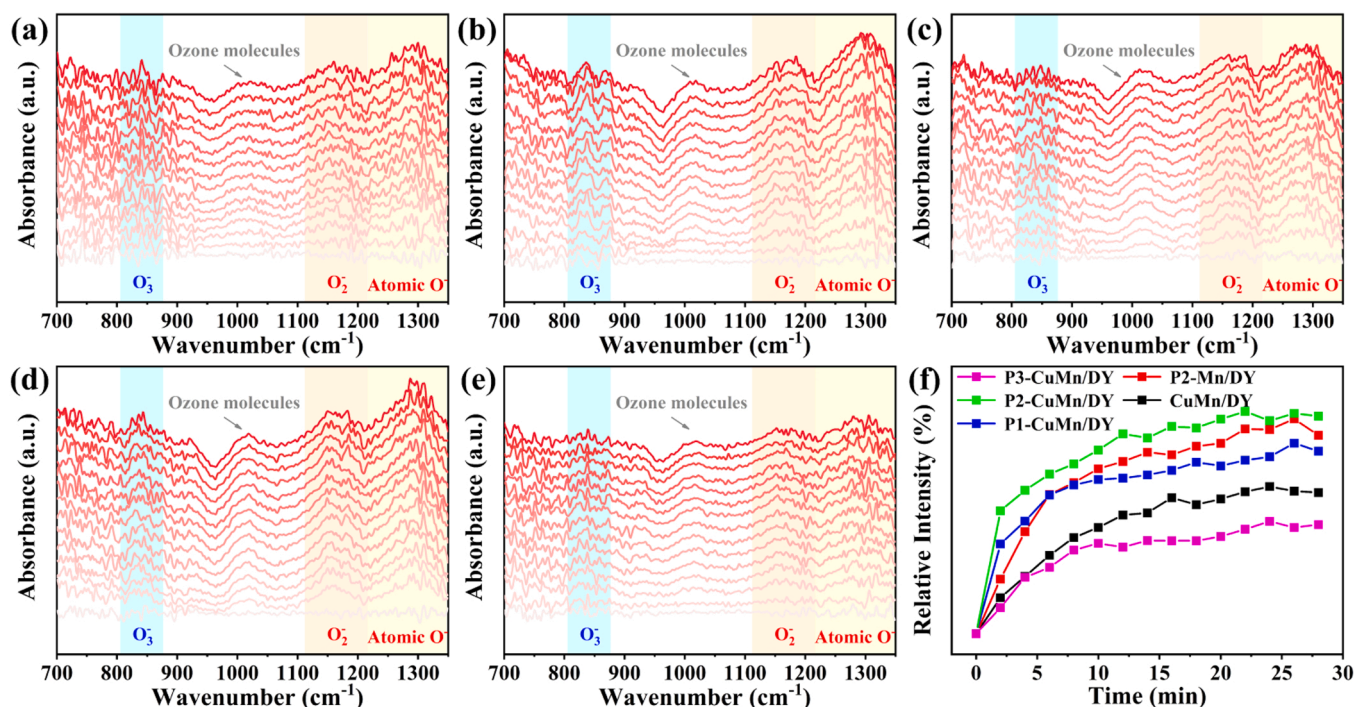 (a)
Ozone molecules
Absorbance (a.u.)
O₃⁻
O₂⁻
Atomic O⁻
700 800 900 1000 1100 1200 1300
Wavenumber (cm⁻¹)
(b)
Ozone molecules
Absorbance (a.u.)
O₃⁻
O₂⁻
Atomic O⁻
700 800 900 1000 1100 1200 1300
Wavenumber (cm⁻¹)
(c)
Ozone molecules
Absorbance (a.u.)
O₃⁻
O₂⁻
Atomic O⁻
700 800 900 1000 1100 1200 1300
Wavenumber (cm⁻¹)
(d)
Ozone molecules
Absorbance (a.u.)
O₃⁻
O₂⁻
Atomic O⁻
700 800 900 1000 1100 1200 1300
Wavenumber (cm⁻¹)
(e)
Ozone molecules
Absorbance (a.u.)
O₃⁻
O₂⁻
Atomic O⁻
700 800 900 1000 1100 1200 1300
Wavenumber (cm⁻¹)
(f)
P3-CuMn/DY P2-Mn/DY
P2-CuMn/DY CuMn/DY
P1-CuMn/DY
Relative Intensity (%)
0 5 10 15 20 25 30
Time (min)